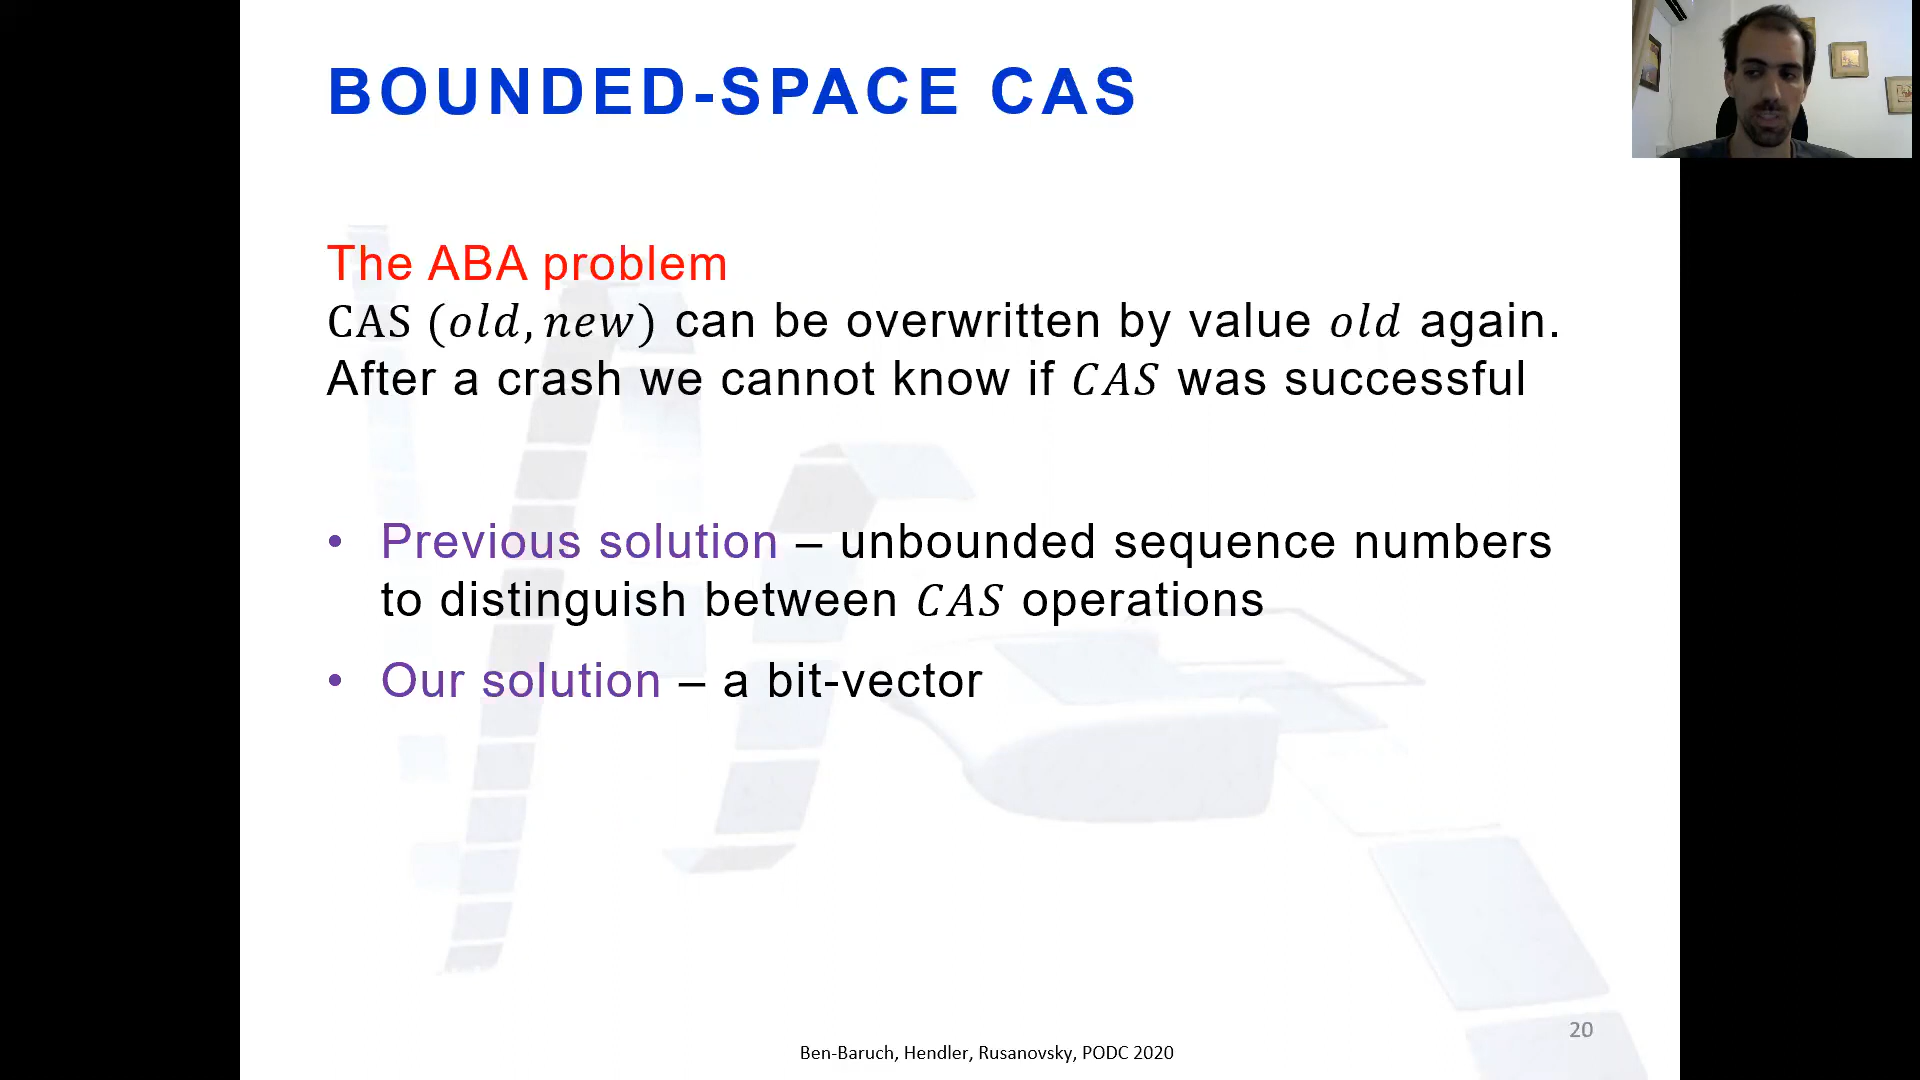 BOUNDED-SPACE CAS
The ABA problem
CAS (old, new) can be overwritten by value old again.
After a crash we cannot know if CAS was successful
• Previous solution – unbounded sequence numbers
to distinguish between CAS operations
• Our solution – a bit-vector
20
Ben-Baruch, Hendler, Rusanovsky, PODC 2020